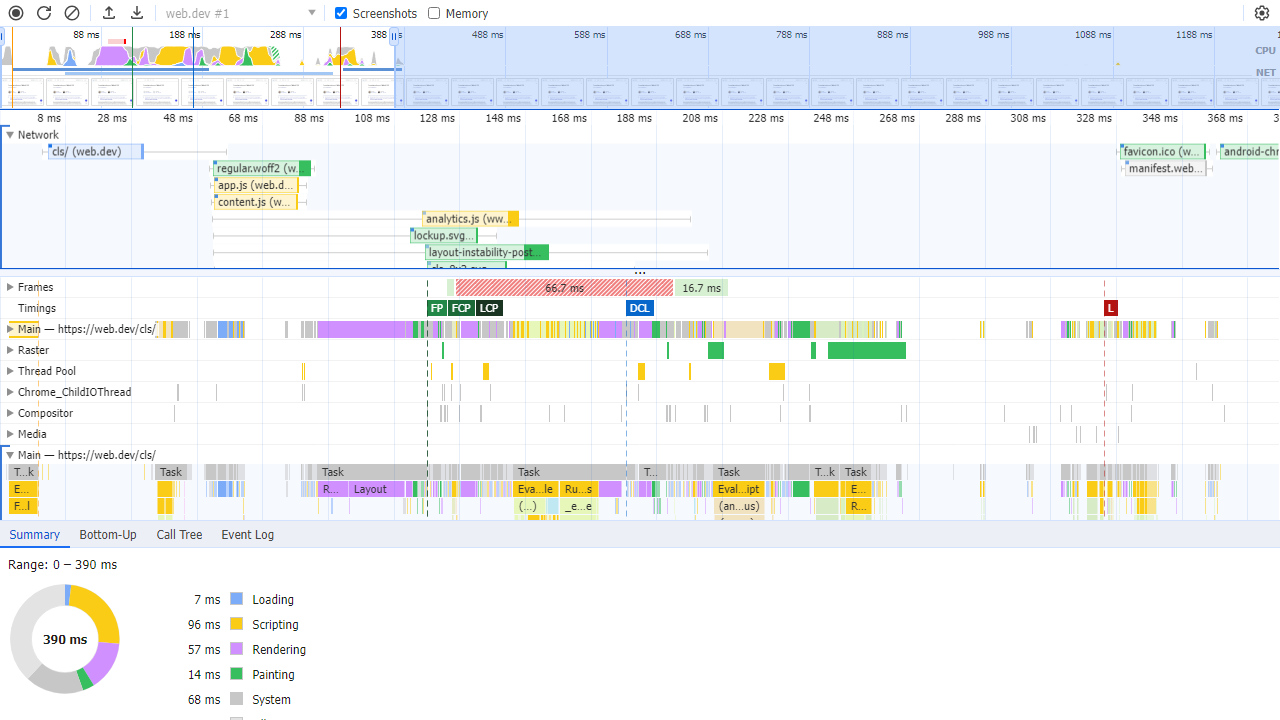 web.dev #1 Screenshots Memory
88 ms 188 ms 288 ms 388 488 ms 588 ms 688 ms 788 ms 888 ms 988 ms 1088 ms 1188 ms
CPU
NET
8 ms 28 ms 48 ms 68 ms 88 ms 108 ms 128 ms 148 ms 168 ms 188 ms 208 ms 228 ms 248 ms 268 ms 288 ms 308 ms 328 ms 348 ms 368 ms
Network
cls/ (web.dev) favicon.ico (w... android-chr
regular.woff2 (w... manifest.web...
app.js (web.d...
content.js (w...
analytics.js (ww...
lockup.svg...
layout-instability-post...
...
Frames 66.7 ms 16.7 ms
Timings FP FCP LCP DCL L
Main — https://web.dev/cls/
Raster
Thread Pool
Chrome_ChildIOThread
Compositor
Media
Main — https://web.dev/cls/
T...k Task Task Task T... Task T...k Task
E... R... Layout Eva...le Ru...s Eval...ipt E...
F...l (...) _e...e (an...us) R...
Summary Bottom-Up Call Tree Event Log
Range: 0 – 390 ms
390 ms
7 ms Loading
96 ms Scripting
57 ms Rendering
14 ms Painting
68 ms System